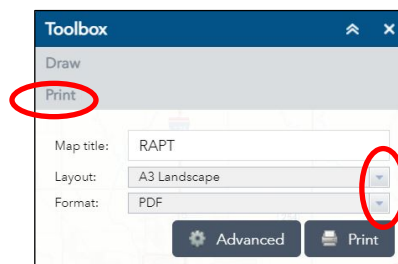 Toolbox
Draw
Print
Map title: RAPT
Layout: A3 Landscape
Format: PDF
Advanced Print